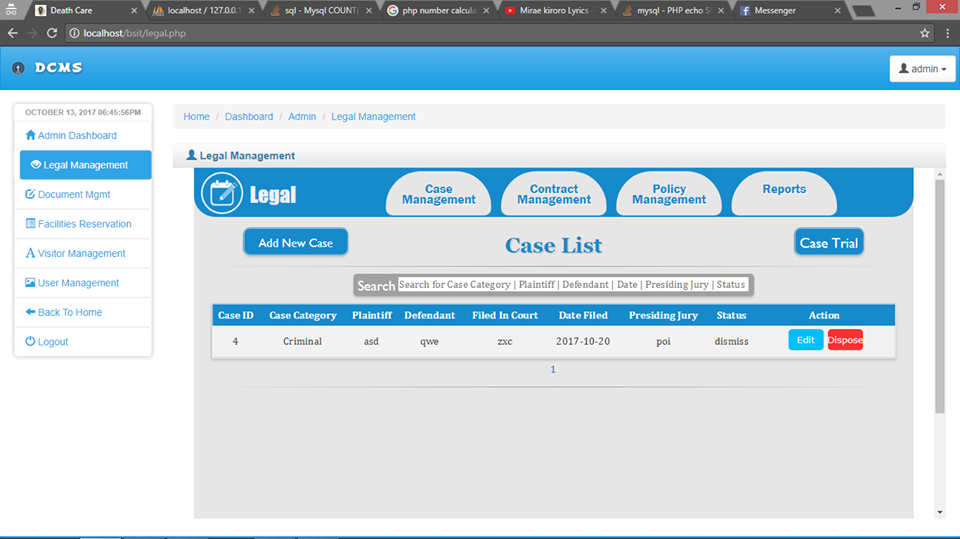 Death Care
localhost / 127.0.0.1
sql - Mysql COUNT(
php number calcula
Mirae kiroro Lyrics -
mysql - PHP echo S
Messenger
localhost/bsit/legal.php
DCMS
admin
OCTOBER 13, 2017 06:45:56PM
Admin Dashboard
Legal Management
Document Mgmt
Facilities Reservation
Visitor Management
User Management
Back To Home
Logout
Home / Dashboard / Admin / Legal Management
Legal Management
Legal
Case
Management
Contract
Management
Policy
Management
Reports
Add New Case
Case List
Case Trial
Search
Search for Case Category | Plaintiff | Defendant | Date | Presiding Jury | Status
Case ID Case Category Plaintiff Defendant Filed In Court Date Filed Presiding Jury Status Action
4 Criminal asd qwe zxc 2017-10-20 poi dismiss Edit Dispose
1